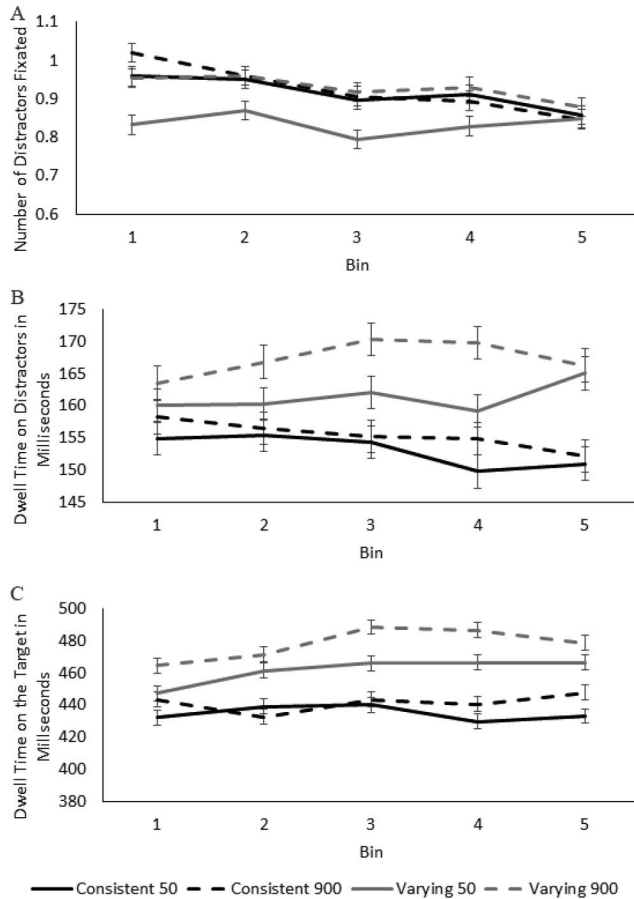 A
Number of Distractors Fixated
1.1
1
0.9
0.8
0.7
0.6
1 2 3 4 5
Bin
B
Dwell Time on Distractors in
Milliseconds
175
170
165
160
155
150
145
1 2 3 4 5
Bin
C
Dwell Time on the Target in
Millseconds
500
480
460
440
420
400
380
1 2 3 4 5
Bin
Consistent 50 Consistent 900 Varying 50 Varying 900